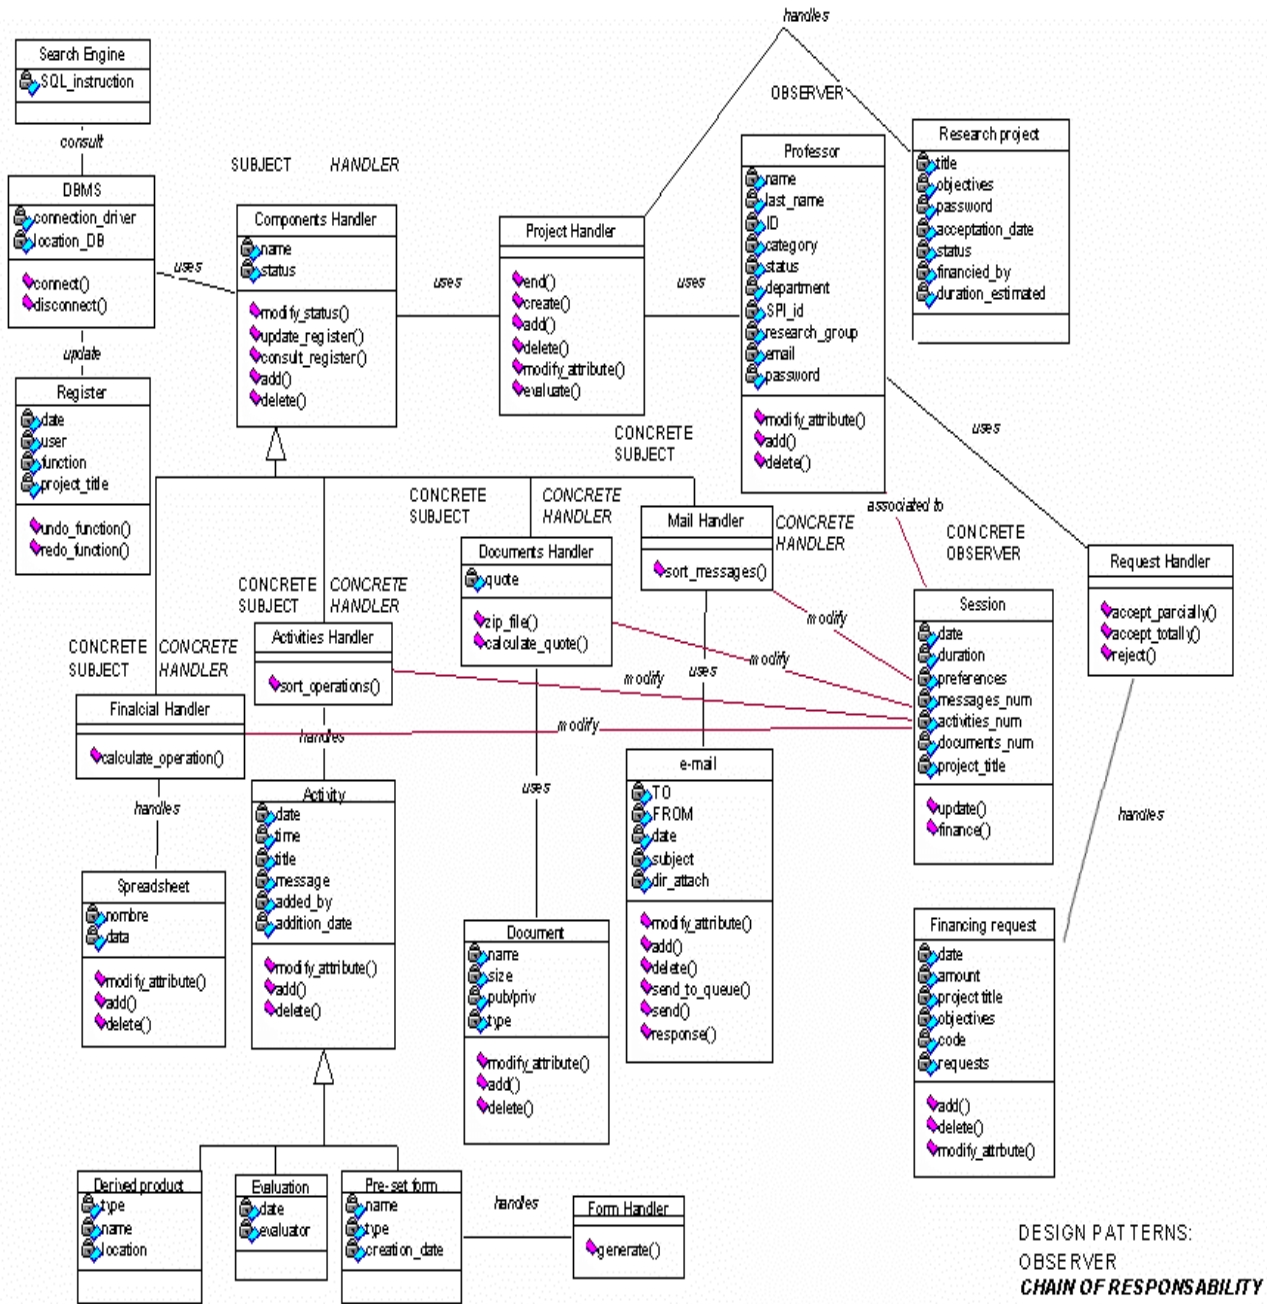 handles
Search Engine
SQL_instruction
consult
DBMS
connection_driver
location_DB
connect()
disconnect()
update
Register
date
user
function
project_title
undo_function()
redo_function()
SUBJECT HANDLER
Components Handler
name
status
modify_status()
update_register()
consult_register()
add()
delete()
uses
uses
Project Handler
end()
create()
add()
delete()
modify_attribute()
evaluate()
uses
OBSERVER
Professor
name
last_name
ID
category
status
department
SPI_id
research_group
email
password
modify_attribute()
add()
delete()
Research project
title
objectives
password
acceptation_date
status
financied_by
duration_estimated
uses
CONCRETE
SUBJECT
associated to
CONCRETE
OBSERVER
Request Handler
accept_parcially()
accept_totally()
reject()
CONCRETE
SUBJECT
CONCRETE
HANDLER
Mail Handler
sort_messages()
CONCRETE
HANDLER
Documents Handler
quote
zip_file()
calculate_quote()
CONCRETE
SUBJECT
CONCRETE
HANDLER
Activities Handler
sort_operations()
CONCRETE
SUBJECT
CONCRETE
HANDLER
Finalcial Handler
calculate_operation()
modify
modify
modify
modify
uses
uses
handles
handles
handles
Session
date
duration
preferences
messages_num
activities_num
documents_num
project_title
update()
finance()
Activity
date
time
title
message
added_by
addition_date
modify_attribute()
add()
delete()
e-mail
TO
FROM
date
subject
dir_attach
modify_attribute()
add()
delete()
send_to_queue()
send()
response()
Spreadsheet
nombre
data
modify_attribute()
add()
delete()
Document
name
size
pub/priv
type
modify_attribute()
add()
delete()
Financing request
date
amount
project title
objectives
code
requests
add()
delete()
modify_attrbute()
Derived product
type
name
location
Evaluation
date
evaluator
Pre-set form
name
type
creation_date
handles
Form Handler
generate()
DESIGN PATTERNS:
OBSERVER
CHAIN OF RESPONSABILITY